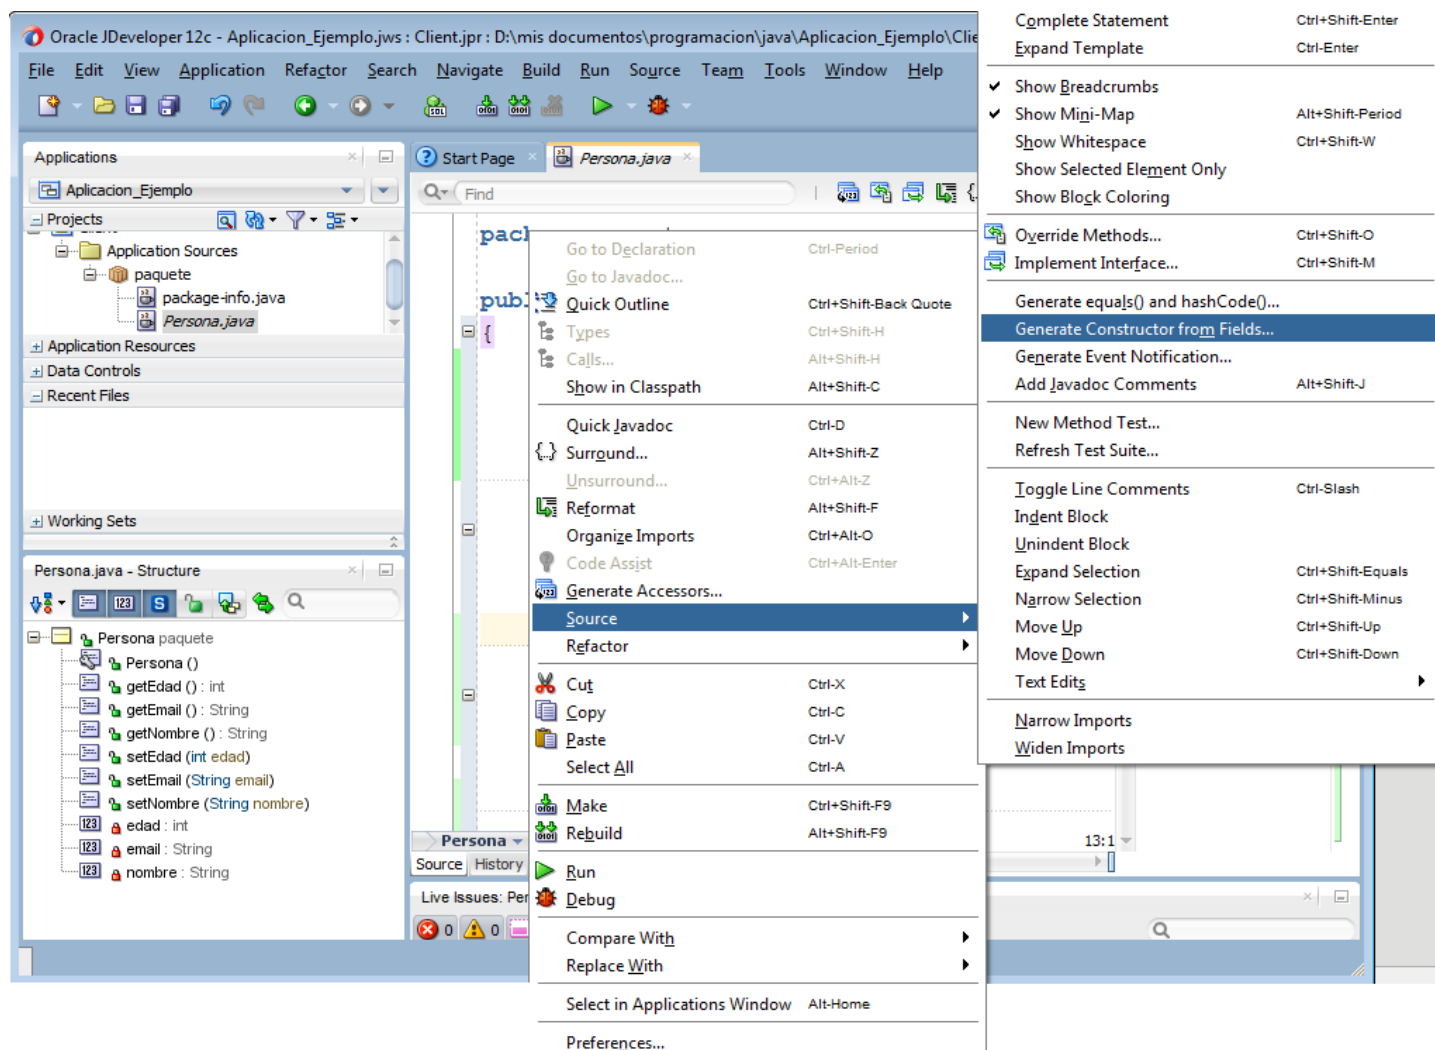 Oracle JDeveloper 12c - Aplicacion_Ejemplo.jws : Client.jpr : D:\mis documentos\programacion\java\Aplicacion_Ejemplo\Clie
File Edit View Application Refactor Search Navigate Build Run Source Team Tools Window Help
Applications
Aplicacion_Ejemplo
Projects
Application Sources
paquete
package-info.java
Persona.java
Application Resources
Data Controls
Recent Files
Working Sets
Persona.java - Structure
Persona paquete
Persona ()
getEdad () : int
getEmail () : String
getNombre () : String
setEdad (int edad)
setEmail (String email)
setNombre (String nombre)
edad : int
email : String
nombre : String
Start Page
Persona.java
Find
pack
publ
{
Persona
Source History
13:1
Live Issues: Per
0 0
Go to Declaration Ctrl-Period
Go to Javadoc...
Quick Outline Ctrl+Shift-Back Quote
Types Ctrl+Shift-H
Calls... Alt+Shift-H
Show in Classpath Alt+Shift-C
Quick Javadoc Ctrl-D
Surround... Alt+Shift-Z
Unsurround... Ctrl+Alt-Z
Reformat Alt+Shift-F
Organize Imports Ctrl+Alt-O
Code Assist Ctrl+Alt-Enter
Generate Accessors...
Source
Refactor
Cut Ctrl-X
Copy Ctrl-C
Paste Ctrl-V
Select All Ctrl-A
Make Ctrl+Shift-F9
Rebuild Alt+Shift-F9
Run
Debug
Compare With
Replace With
Select in Applications Window Alt-Home
Preferences...
Complete Statement Ctrl+Shift-Enter
Expand Template Ctrl-Enter
Show Breadcrumbs
Show Mini-Map Alt+Shift-Period
Show Whitespace Ctrl+Shift-W
Show Selected Element Only
Show Block Coloring
Override Methods... Ctrl+Shift-O
Implement Interface... Ctrl+Shift-M
Generate equals() and hashCode()...
Generate Constructor from Fields...
Generate Event Notification...
Add Javadoc Comments Alt+Shift-J
New Method Test...
Refresh Test Suite...
Toggle Line Comments Ctrl-Slash
Indent Block
Unindent Block
Expand Selection Ctrl+Shift-Equals
Narrow Selection Ctrl+Shift-Minus
Move Up Ctrl+Shift-Up
Move Down Ctrl+Shift-Down
Text Edits
Narrow Imports
Widen Imports